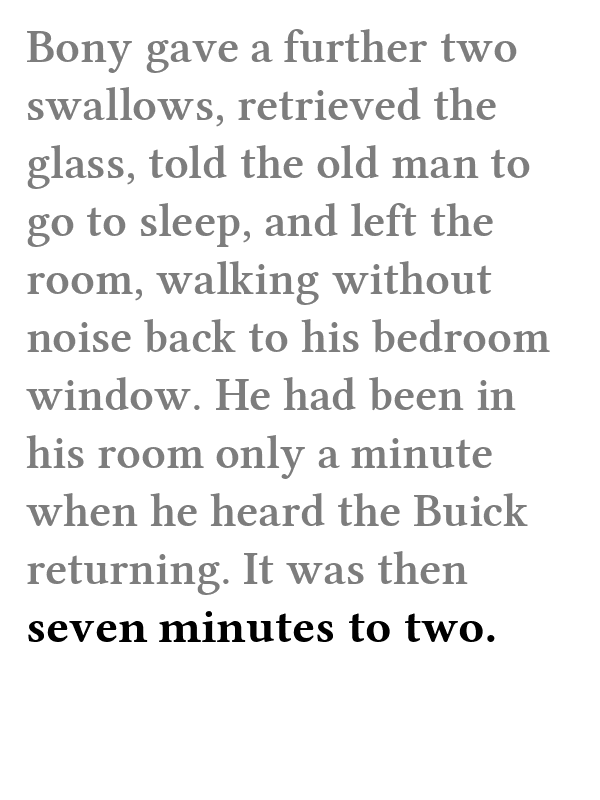 Bony gave a further two
swallows, retrieved the
glass, told the old man to
go to sleep, and left the
room, walking without
noise back to his bedroom
window. He had been in
his room only a minute
when he heard the Buick
returning. It was then
seven minutes to two.